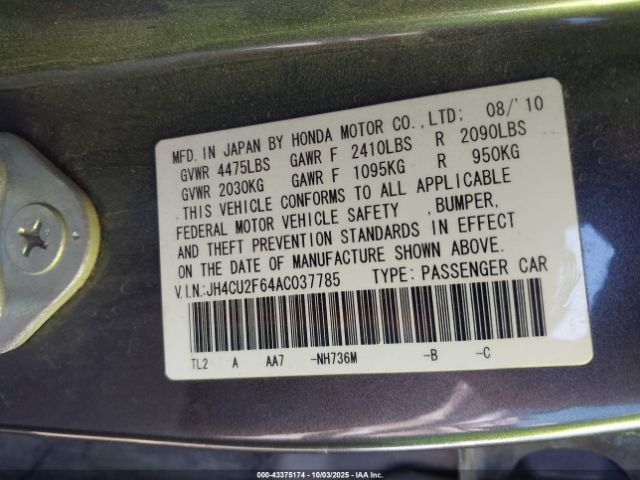 MFD. IN JAPAN BY HONDA MOTOR CO., LTD: 08/'10
GVWR 4475LBS GAWR F 2410LBS R 2090LBS
GVWR 2030KG GAWR F 1095KG R 950KG
THIS VEHICLE CONFORMS TO ALL APPLICABLE
FEDERAL MOTOR VEHICLE SAFETY , BUMPER,
AND THEFT PREVENTION STANDARDS IN EFFECT
ON THE DATE OF MANUFACTURE SHOWN ABOVE.
V.I.N.:JH4CU2F64AC037785 TYPE: PASSENGER CAR
TL2 A AA7 -NH736M -B -C
000-43375174 - 10/03/2025 - IAA Inc.